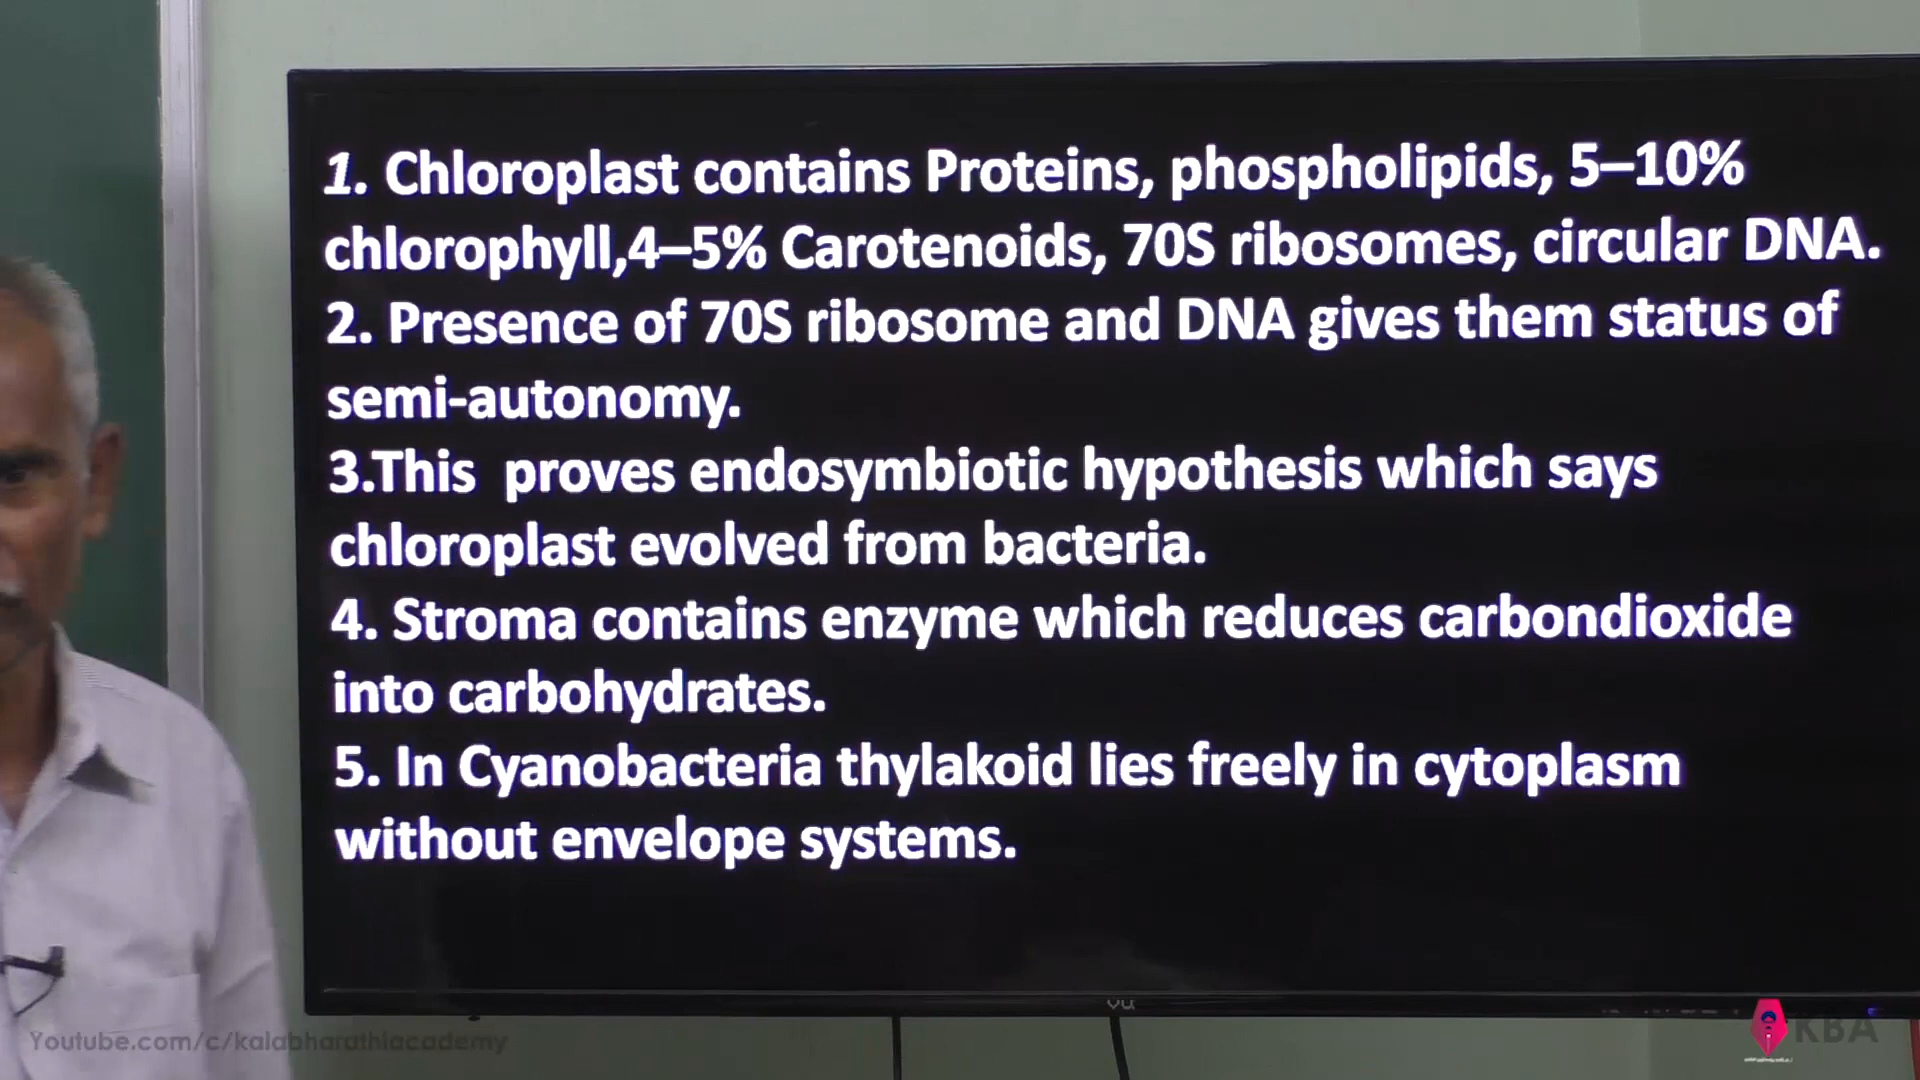 1. Chloroplast contains Proteins, phospholipids, 5–10%
chlorophyll,4–5% Carotenoids, 70S ribosomes, circular DNA.
2. Presence of 70S ribosome and DNA gives them status of
semi-autonomy.
3.This  proves endosymbiotic hypothesis which says
chloroplast evolved from bacteria.
4. Stroma contains enzyme which reduces carbondioxide
into carbohydrates.
5. In Cyanobacteria thylakoid lies freely in cytoplasm
without envelope systems.
vu
Youtube.com/c/kalabharathiacademy
KBA